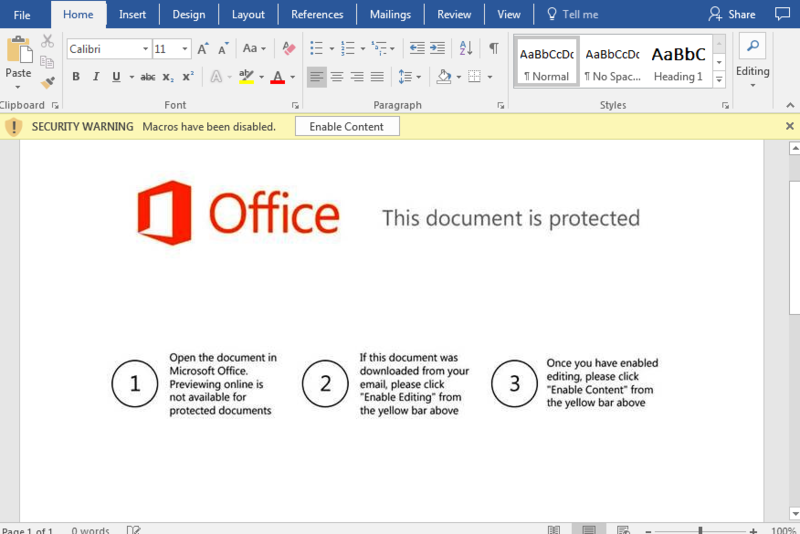 File Home Insert Design Layout References Mailings Review View Tell me Share
Calibri 11 A A Aa A AaBbCcDc AaBbCcDc AaBbC
Paste B I U abc x₂ x² A ab A ¶ Normal ¶ No Spac... Heading 1 Editing
Clipboard Font Paragraph Styles
SECURITY WARNING Macros have been disabled. Enable Content
Office This document is protected
1
Open the document in
Microsoft Office.
Previewing online is
not available for
protected documents
2
If this document was
downloaded from your
email, please click
"Enable Editing" from
the yellow bar above
3
Once you have enabled
editing, please click
"Enable Content" from
the yellow bar above
Page 1 of 1 0 words 100%